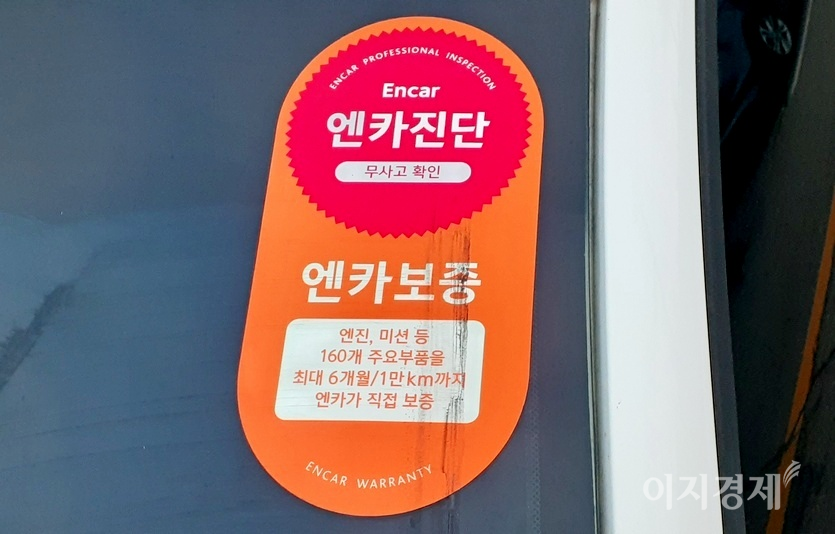 ENCAR PROFESSIONAL INSPECTION
Encar
엔카진단
무사고 확인
엔카보증
엔진, 미션 등
160개 주요부품을
최대 6개월/1만km까지
엔카가 직접 보증
ENCAR WARRANTY
이지경제